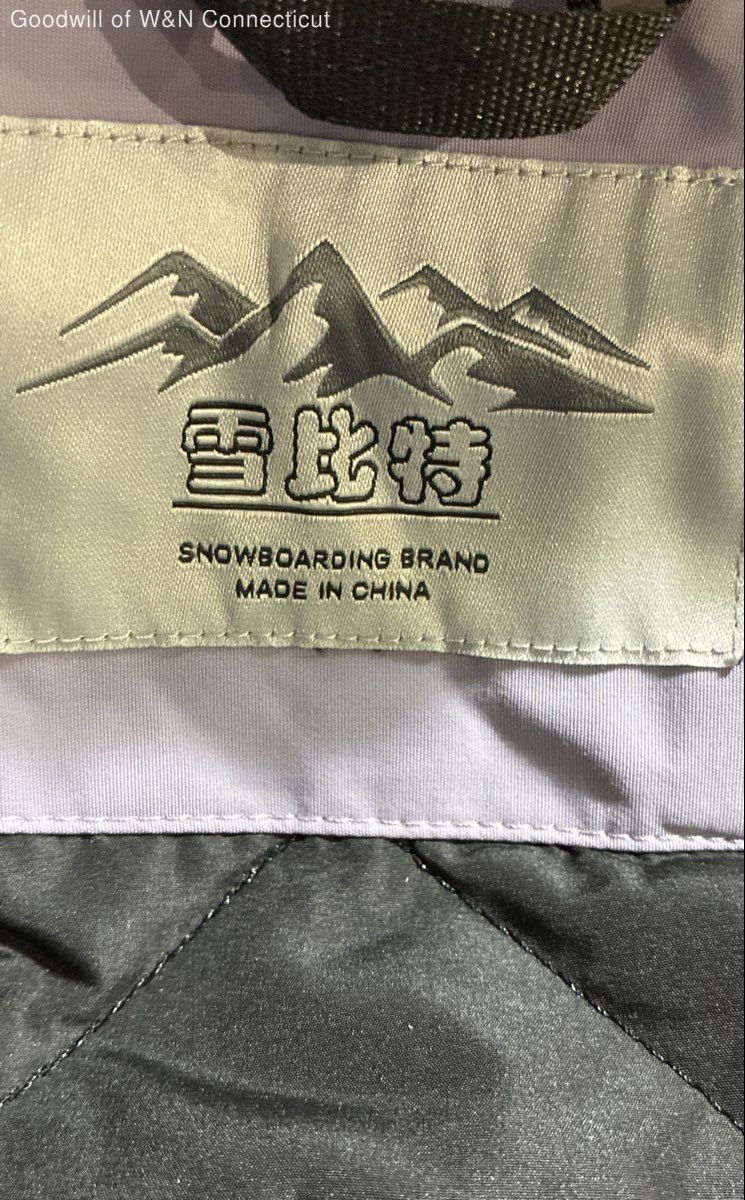 Goodwill of W&N Connecticut
雪比特
SNOWBOARDING BRAND
MADE IN CHINA